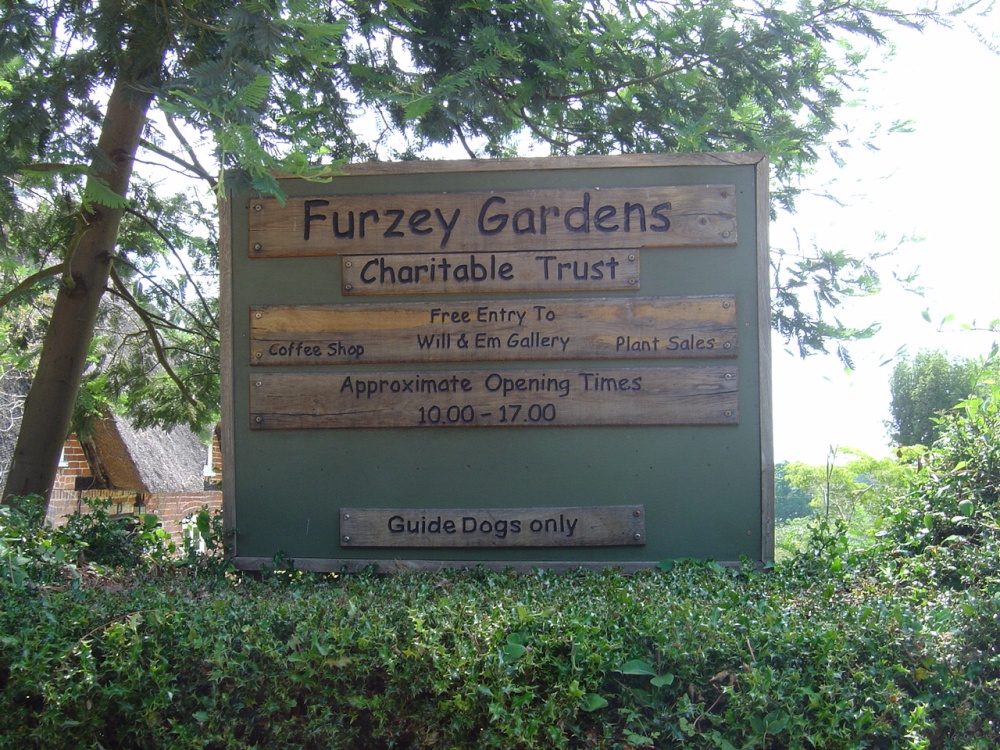 Furzey Gardens
Charitable Trust
Free Entry To
Coffee Shop Will & Em Gallery Plant Sales
Approximate Opening Times
10.00 - 17.00
Guide Dogs only